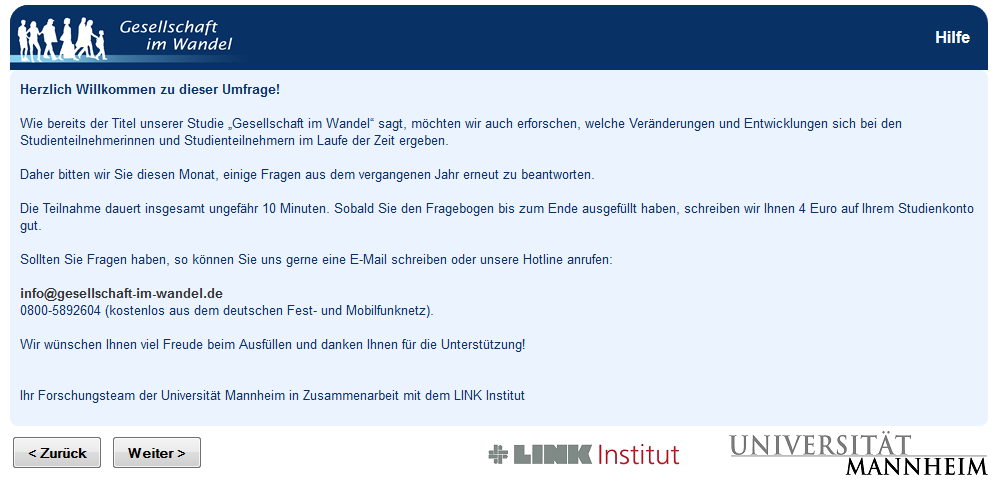 Gesellschaft
im Wandel
Hilfe
Herzlich Willkommen zu dieser Umfrage!
Wie bereits der Titel unserer Studie „Gesellschaft im Wandel“ sagt, möchten wir auch erforschen, welche Veränderungen und Entwicklungen sich bei den
Studienteilnehmerinnen und Studienteilnehmern im Laufe der Zeit ergeben.
Daher bitten wir Sie diesen Monat, einige Fragen aus dem vergangenen Jahr erneut zu beantworten.
Die Teilnahme dauert insgesamt ungefähr 10 Minuten. Sobald Sie den Fragebogen bis zum Ende ausgefüllt haben, schreiben wir Ihnen 4 Euro auf Ihrem Studienkonto
gut.
Sollten Sie Fragen haben, so können Sie uns gerne eine E-Mail schreiben oder unsere Hotline anrufen:
info@gesellschaft-im-wandel.de
0800-5892604 (kostenlos aus dem deutschen Fest- und Mobilfunknetz).
Wir wünschen Ihnen viel Freude beim Ausfüllen und danken Ihnen für die Unterstützung!
Ihr Forschungsteam der Universität Mannheim in Zusammenarbeit mit dem LINK Institut
< Zurück
Weiter >
LINK Institut
UNIVERSITÄT
MANNHEIM